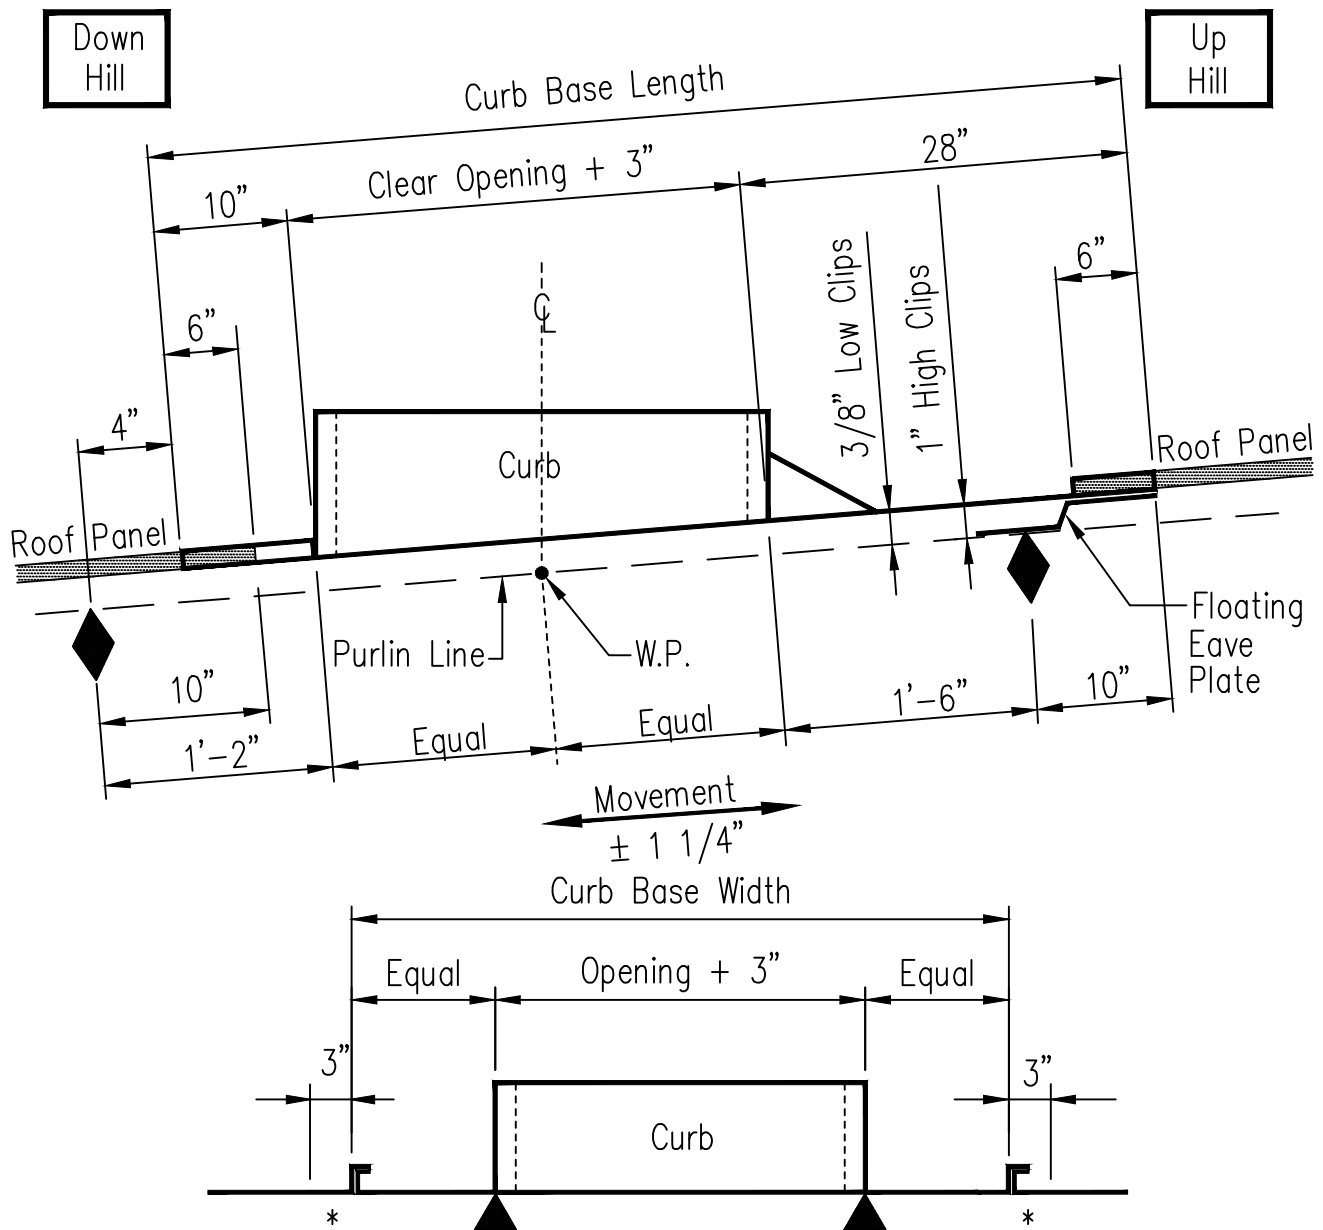 Down
Hill
Up
Hill
Curb Base Length
Clear Opening + 3"
28"
10"
6"
4"
6"
℄
3/8" Low Clips
1" High Clips
Curb
Roof Panel
Roof Panel
Purlin Line
W.P.
Floating
Eave
Plate
10"
1'-2"
Equal
Equal
1'-6"
10"
Movement
± 1 1/4"
Curb Base Width
Equal
Opening + 3"
Equal
3"
3"
Curb
*
*